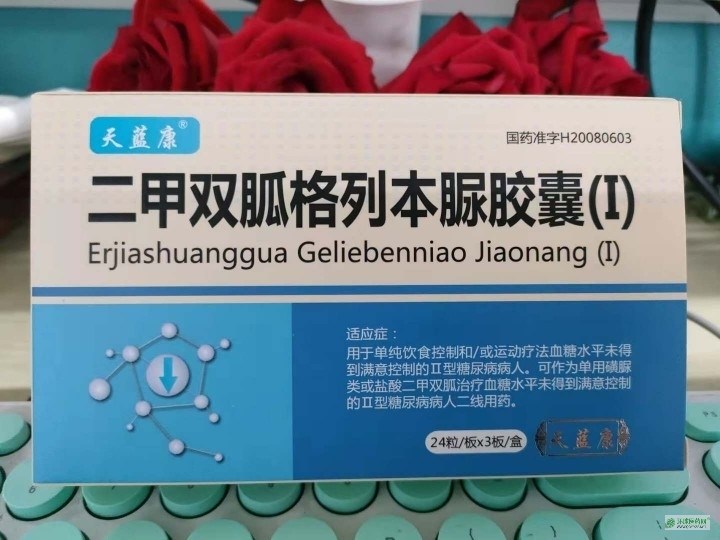 天蓝康®
国药准字H20080603
二甲双胍格列本脲胶囊(I)
Erjiashuanggua Geliebenniao Jiaonang (I)
适应症：
用于单纯饮食控制和/或运动疗法血糖水平未得
到满意控制的II型糖尿病病人。可作为单用磺脲
类或盐酸二甲双胍治疗血糖水平未得到满意控制
的II型糖尿病病人二线用药。
24粒/板x3板/盒
天蓝康